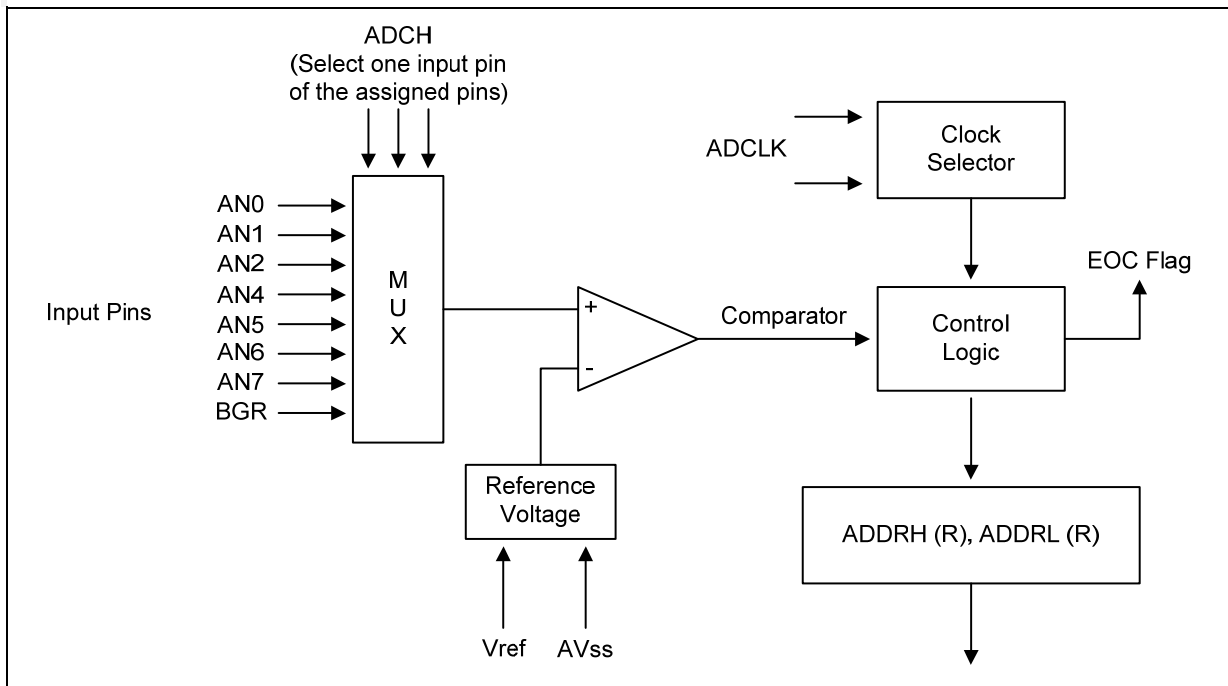 ADCH
(Select one input pin
of the assigned pins)
ADCLK
Clock
Selector
Input Pins
AN0
AN1
AN2
AN4
AN5
AN6
AN7
BGR
M
U
X
+
-
Comparator
Control
Logic
EOC Flag
Reference
Voltage
Vref
AVss
ADDRH (R), ADDRL (R)